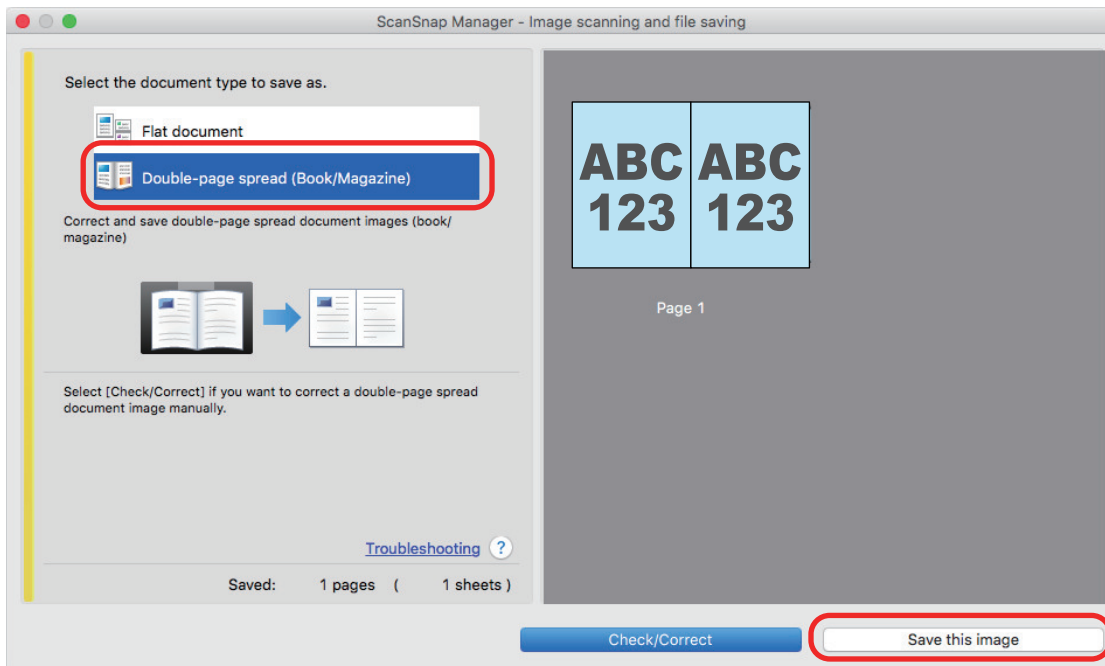 ScanSnap Manager - Image scanning and file saving
Select the document type to save as.
Flat document
Double-page spread (Book/Magazine)
Correct and save double-page spread document images (book/
magazine)
Select [Check/Correct] if you want to correct a double-page spread
document image manually.
Troubleshooting ?
Saved: 1 pages ( 1 sheets )
ABC ABC
123 123
Page 1
Check/Correct
Save this image